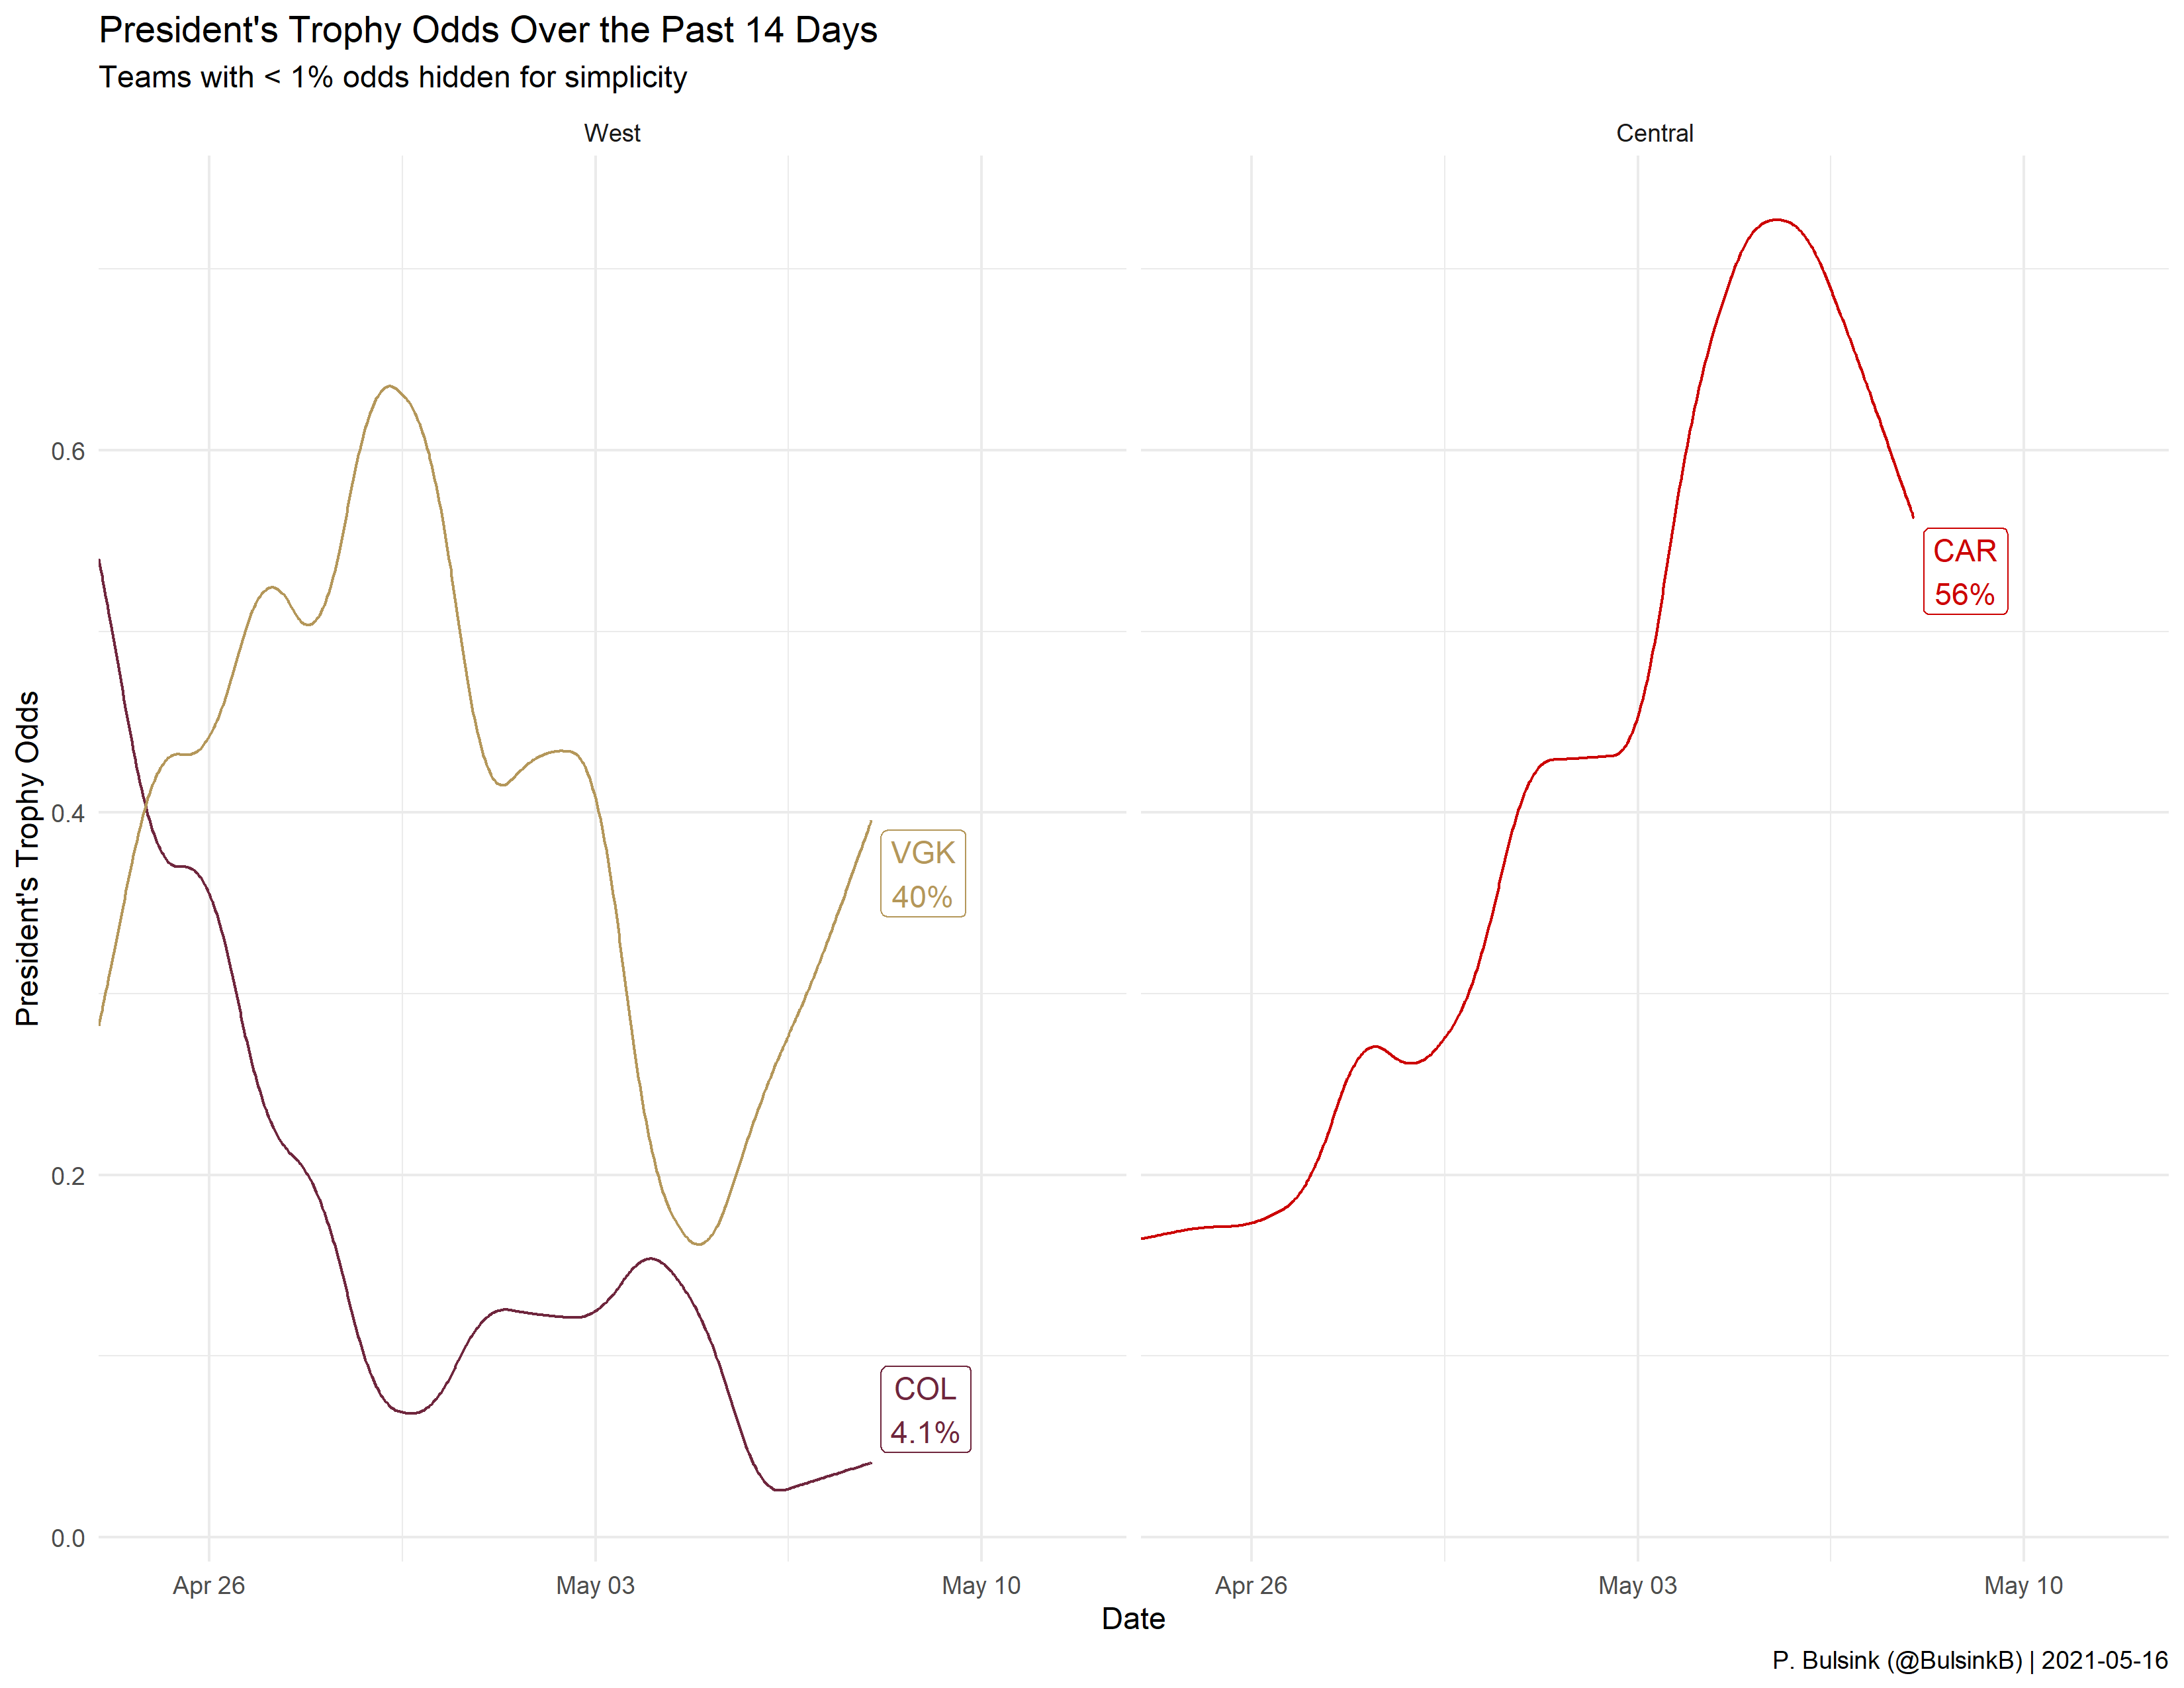 President's Trophy Odds Over the Past 14 Days
Teams with < 1% odds hidden for simplicity
West
Central
President's Trophy Odds
0.6
0.4
0.2
0.0
VGK
40%
COL
4.1%
CAR
56%
Apr 26
May 03
May 10
Apr 26
May 03
May 10
Date
P. Bulsink (@BulsinkB) | 2021-05-16